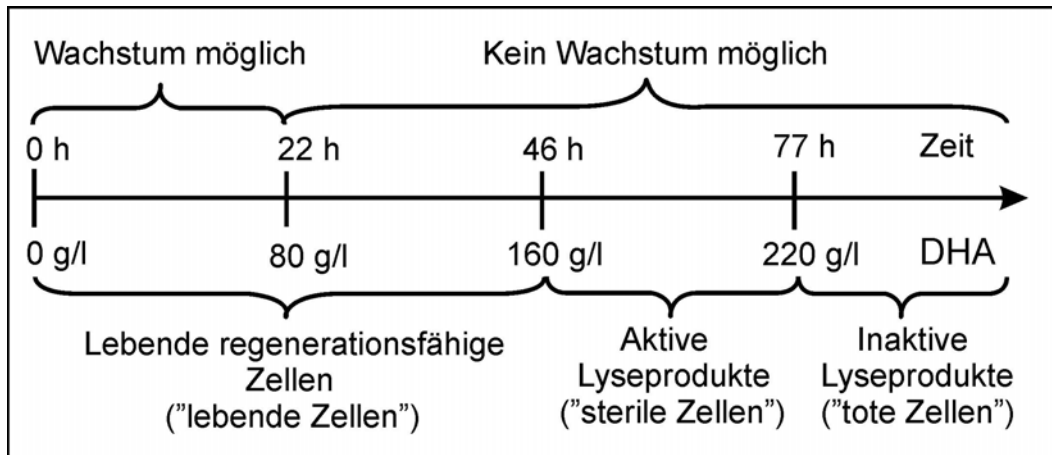 Wachstum möglich
Kein Wachstum möglich
0 h
22 h
46 h
77 h
Zeit
0 g/l
80 g/l
160 g/l
220 g/l
DHA
Lebende regenerationsfähige
Zellen
("lebende Zellen")
Aktive
Lyseprodukte
("sterile Zellen")
Inaktive
Lyseprodukte
("tote Zellen")